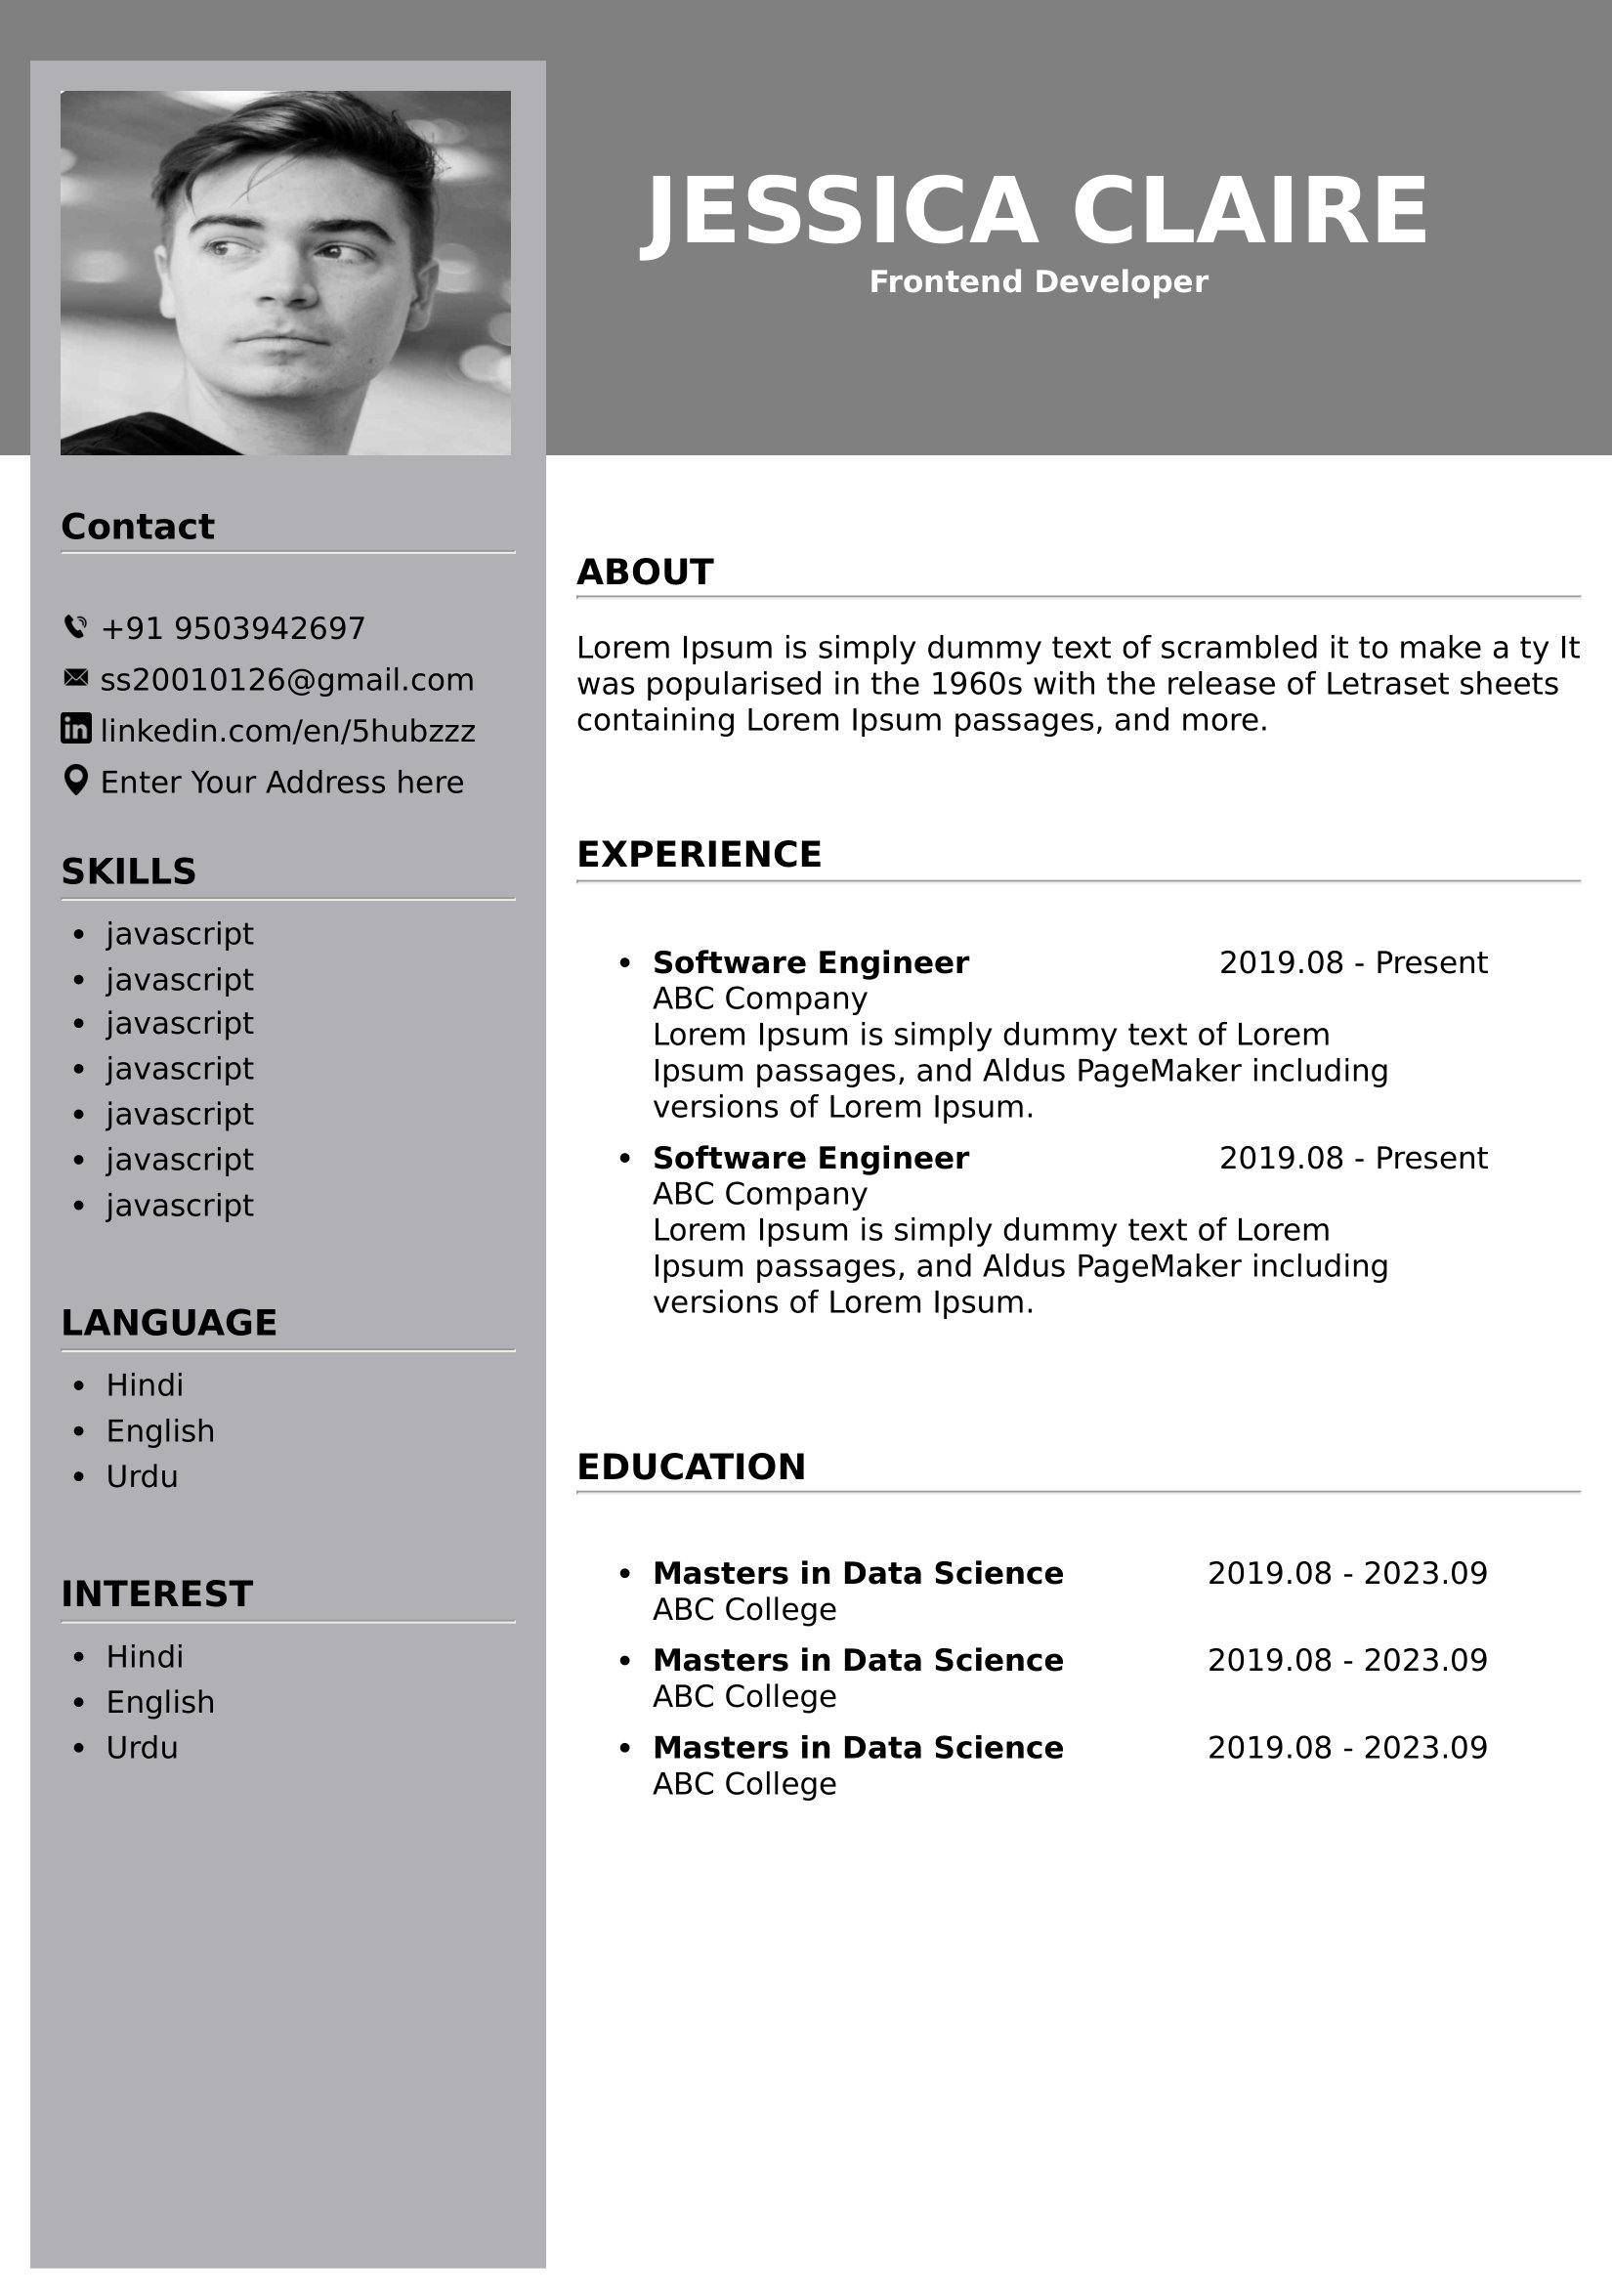 JESSICA CLAIRE
Frontend Developer
Contact
+91 9503942697
ss20010126@gmail.com
linkedin.com/en/5hubzzz
Enter Your Address here
SKILLS
• javascript
• javascript
• javascript
• javascript
• javascript
• javascript
• javascript
LANGUAGE
• Hindi
• English
• Urdu
INTEREST
• Hindi
• English
• Urdu
ABOUT
Lorem Ipsum is simply dummy text of scrambled it to make a ty It
was popularised in the 1960s with the release of Letraset sheets
containing Lorem Ipsum passages, and more.
EXPERIENCE
• Software Engineer 2019.08 - Present
ABC Company
Lorem Ipsum is simply dummy text of Lorem
Ipsum passages, and Aldus PageMaker including
versions of Lorem Ipsum.
• Software Engineer 2019.08 - Present
ABC Company
Lorem Ipsum is simply dummy text of Lorem
Ipsum passages, and Aldus PageMaker including
versions of Lorem Ipsum.
EDUCATION
• Masters in Data Science 2019.08 - 2023.09
ABC College
• Masters in Data Science 2019.08 - 2023.09
ABC College
• Masters in Data Science 2019.08 - 2023.09
ABC College